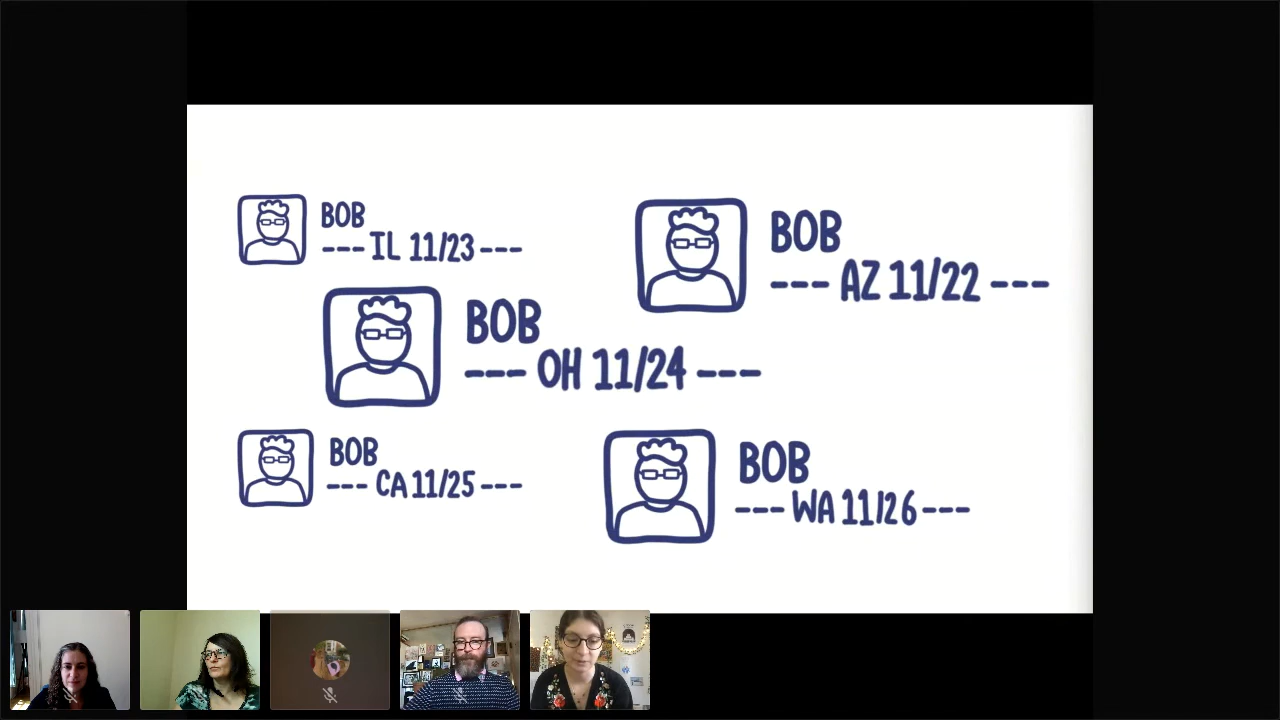 BOB
--- IL 11/23 ---
BOB
--- AZ 11/22 ---
BOB
--- OH 11/24 ---
BOB
--- CA 11/25 ---
BOB
--- WA 11/26 ---